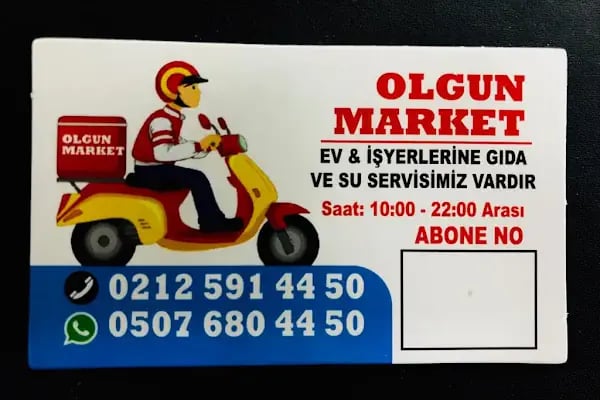 OLGUN
MARKET
OLGUN
MARKET
EV & İŞYERLERİNE GIDA
VE SU SERVİSİMİZ VARDIR
Saat: 10:00 - 22:00 Arası
ABONE NO
0212 591 44 50
0507 680 44 50